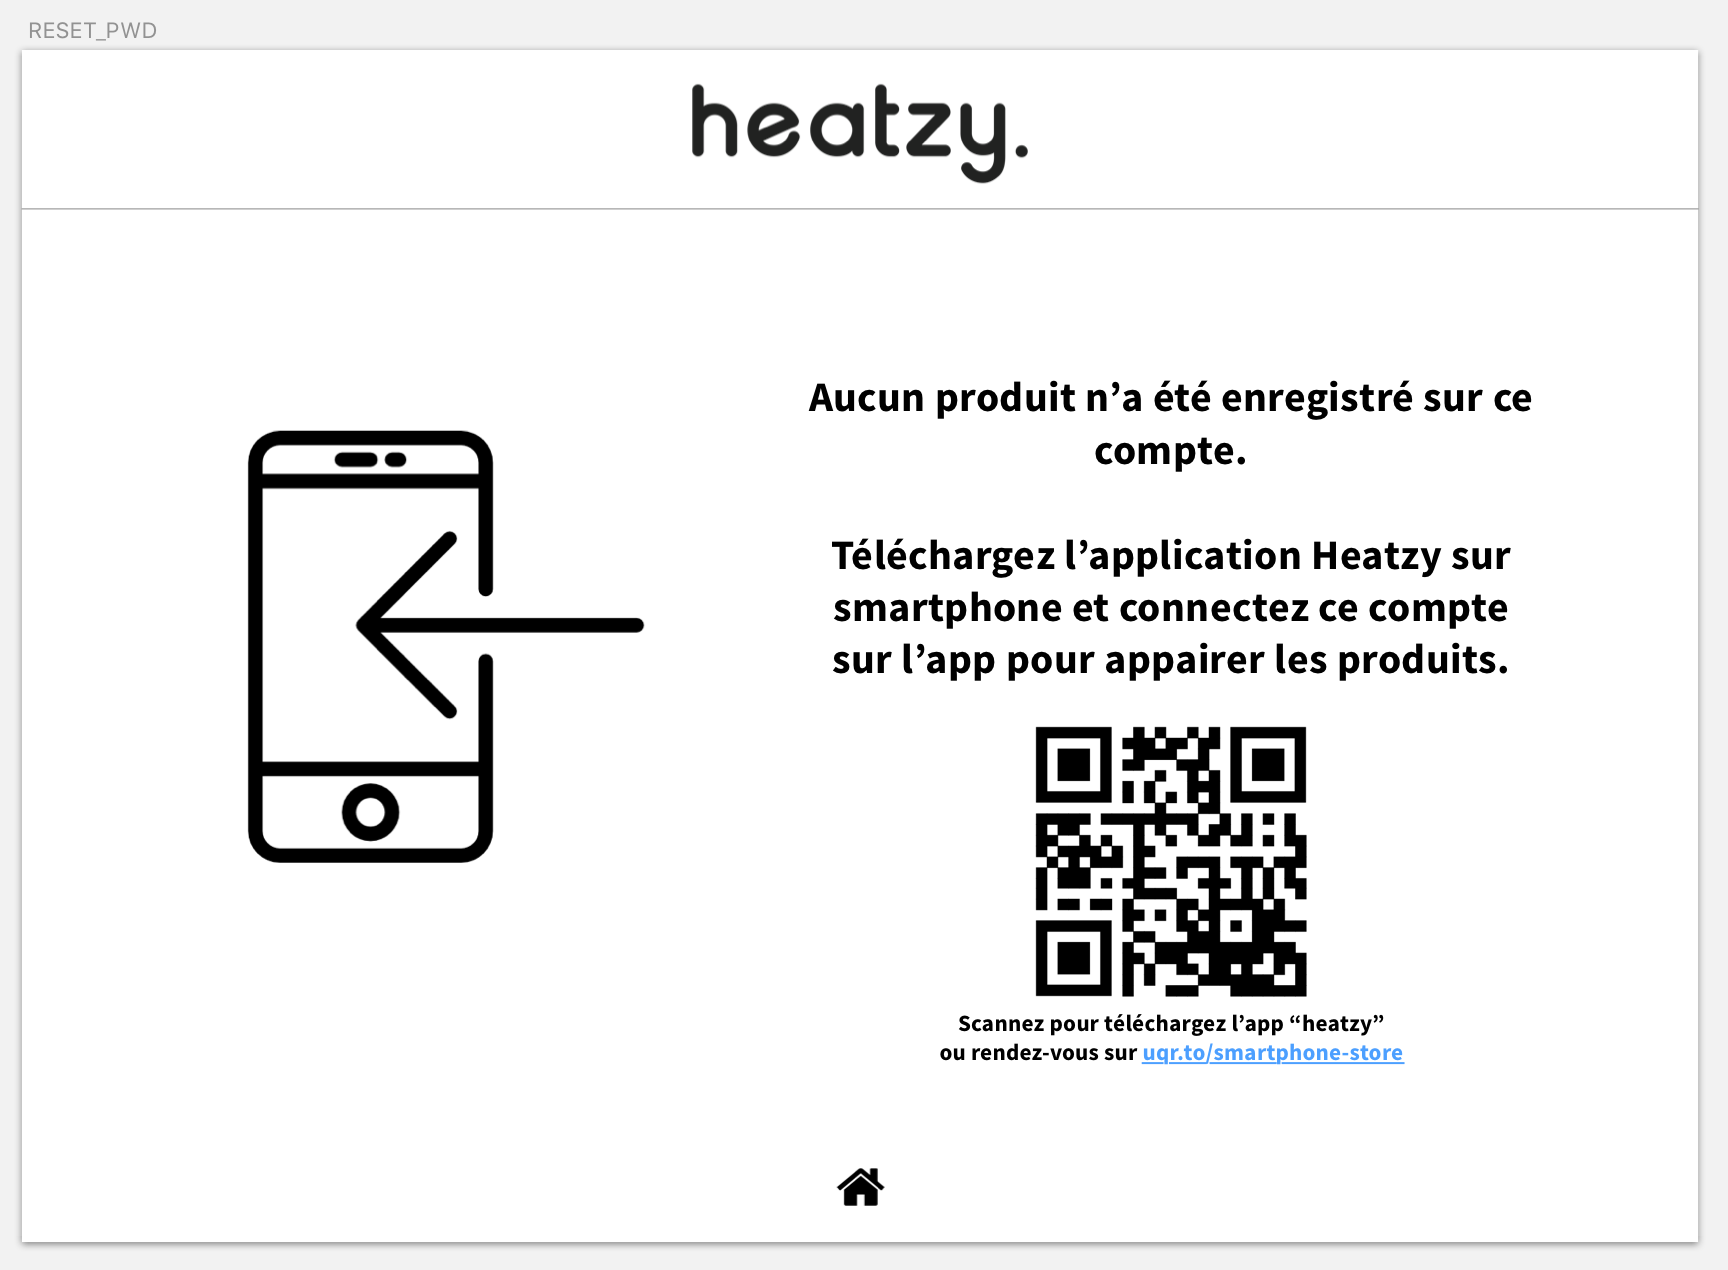 RESET_PWD
heatzy.
Aucun produit n’a été enregistré sur ce
compte.
Téléchargez l’application Heatzy sur
smartphone et connectez ce compte
sur l’app pour appairer les produits.
Scannez pour téléchargez l’app “heatzy”
ou rendez-vous sur uqr.to/smartphone-store